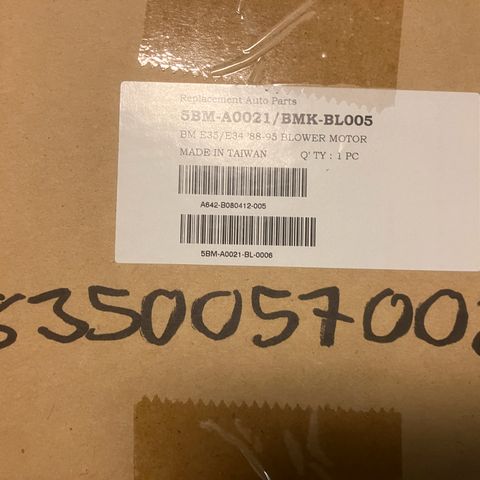 Replacement Auto Parts
5BM-A0021/BMK-BL005
BM E35/E34 '88-95 BLOWER MOTOR
MADE IN TAIWAN Q' TY : 1 PC
A642-B080412-005
5BM-A0021-BL-0006
835005700